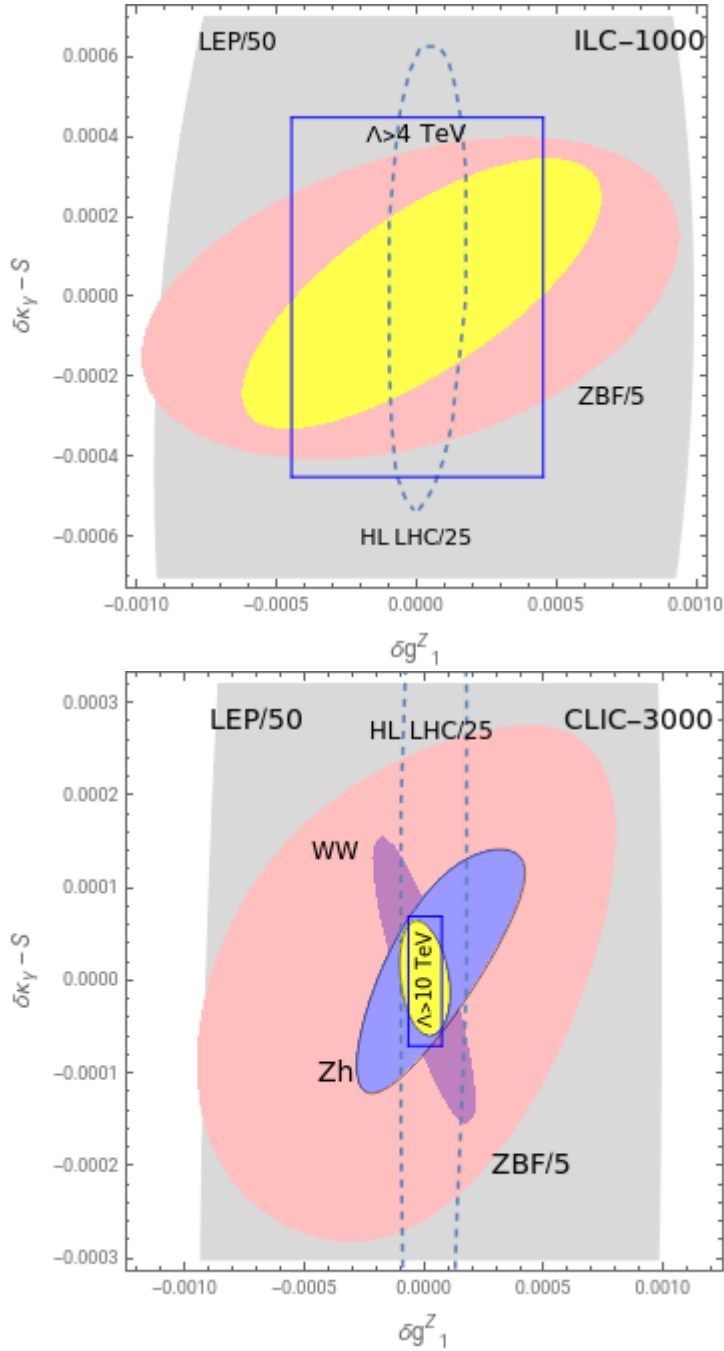 LEP/50 ILC–1000
0.0006
Λ>4 TeV
0.0004
0.0002
δκγ – S
0.0000
−0.0002
ZBF/5
−0.0004
HL LHC/25
−0.0006
−0.0010 −0.0005 0.0000 0.0005 0.0010
δgZ1
0.0003
LEP/50 HL LHC/25 CLIC–3000
0.0002
WW
0.0001
δκγ – S
0.0000
Λ>10 TeV
Zh
−0.0001
ZBF/5
−0.0002
−0.0003
−0.0010 −0.0005 0.0000 0.0005 0.0010
δgZ1